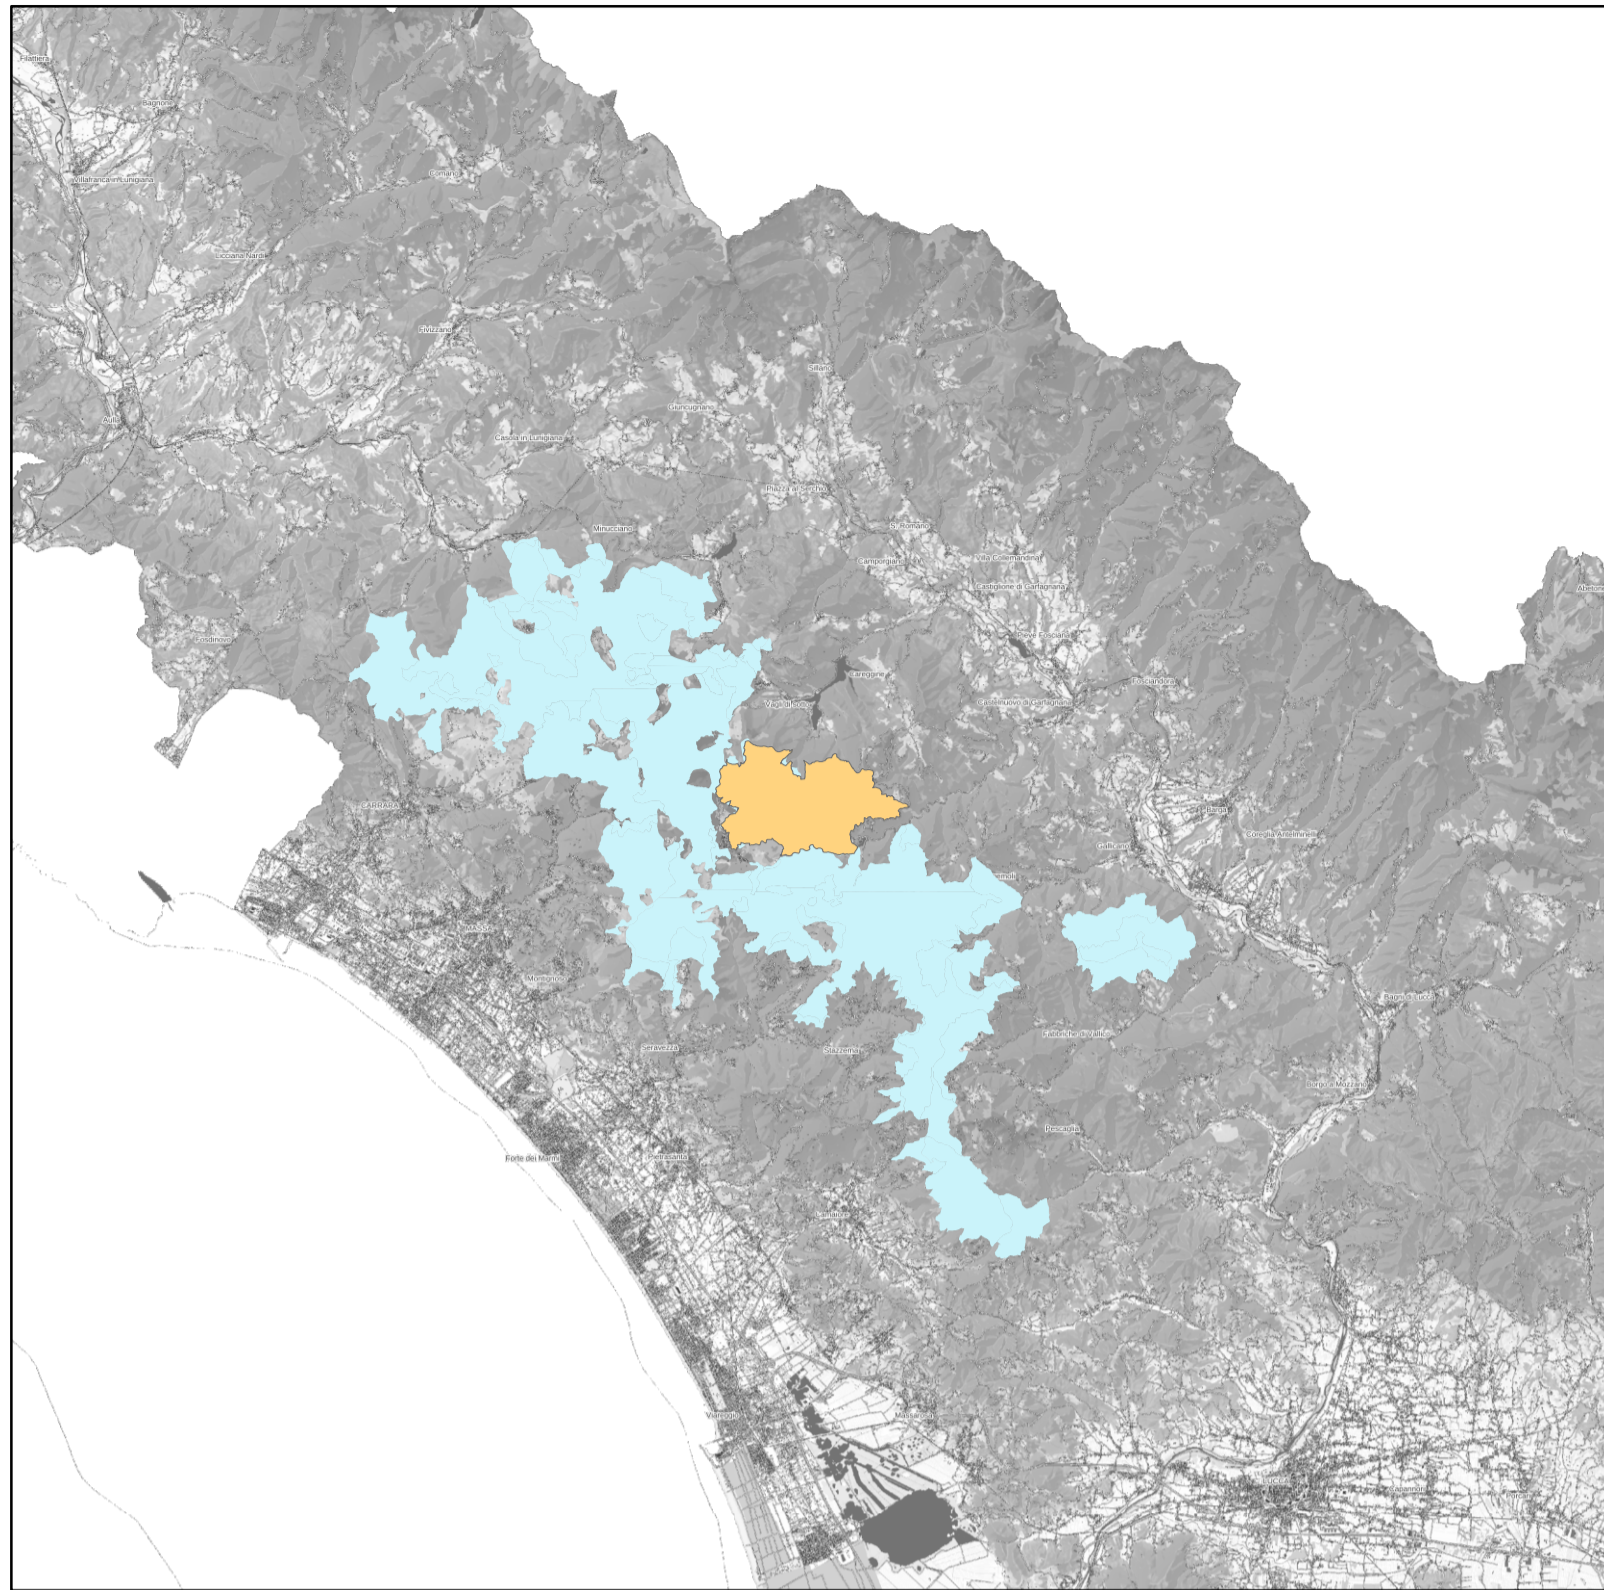 Filattiera
Bagnone
Villafranca in Lunigiana
Comano
Licciana Nardi
Fivizzano
Sillano
Giuncugnano
Aulla
Casola in Lunigiana
Piazza al Serchio
Minucciano
S. Romano
Camporgiano
Villa Collemandina
Castiglione di Garfagnana
Abetone
Fosdinovo
Pieve Fosciana
Careggine
Fosciandora
Vagli di Sotto
Castelnuovo di Garfagnana
CARRARA
Barga
Coreglia Antelminelli
Gallicano
emoli
MASSA
Montignoso
Bagni di Lucca
Fabbriche di Vallico
Seravezza
Stazzema
Borgo a Mozzano
Pescaglia
Forte dei Marmi
Pietrasanta
Camaiore
Viareggio
Massarosa
LUCCA
Capannori
Porcari